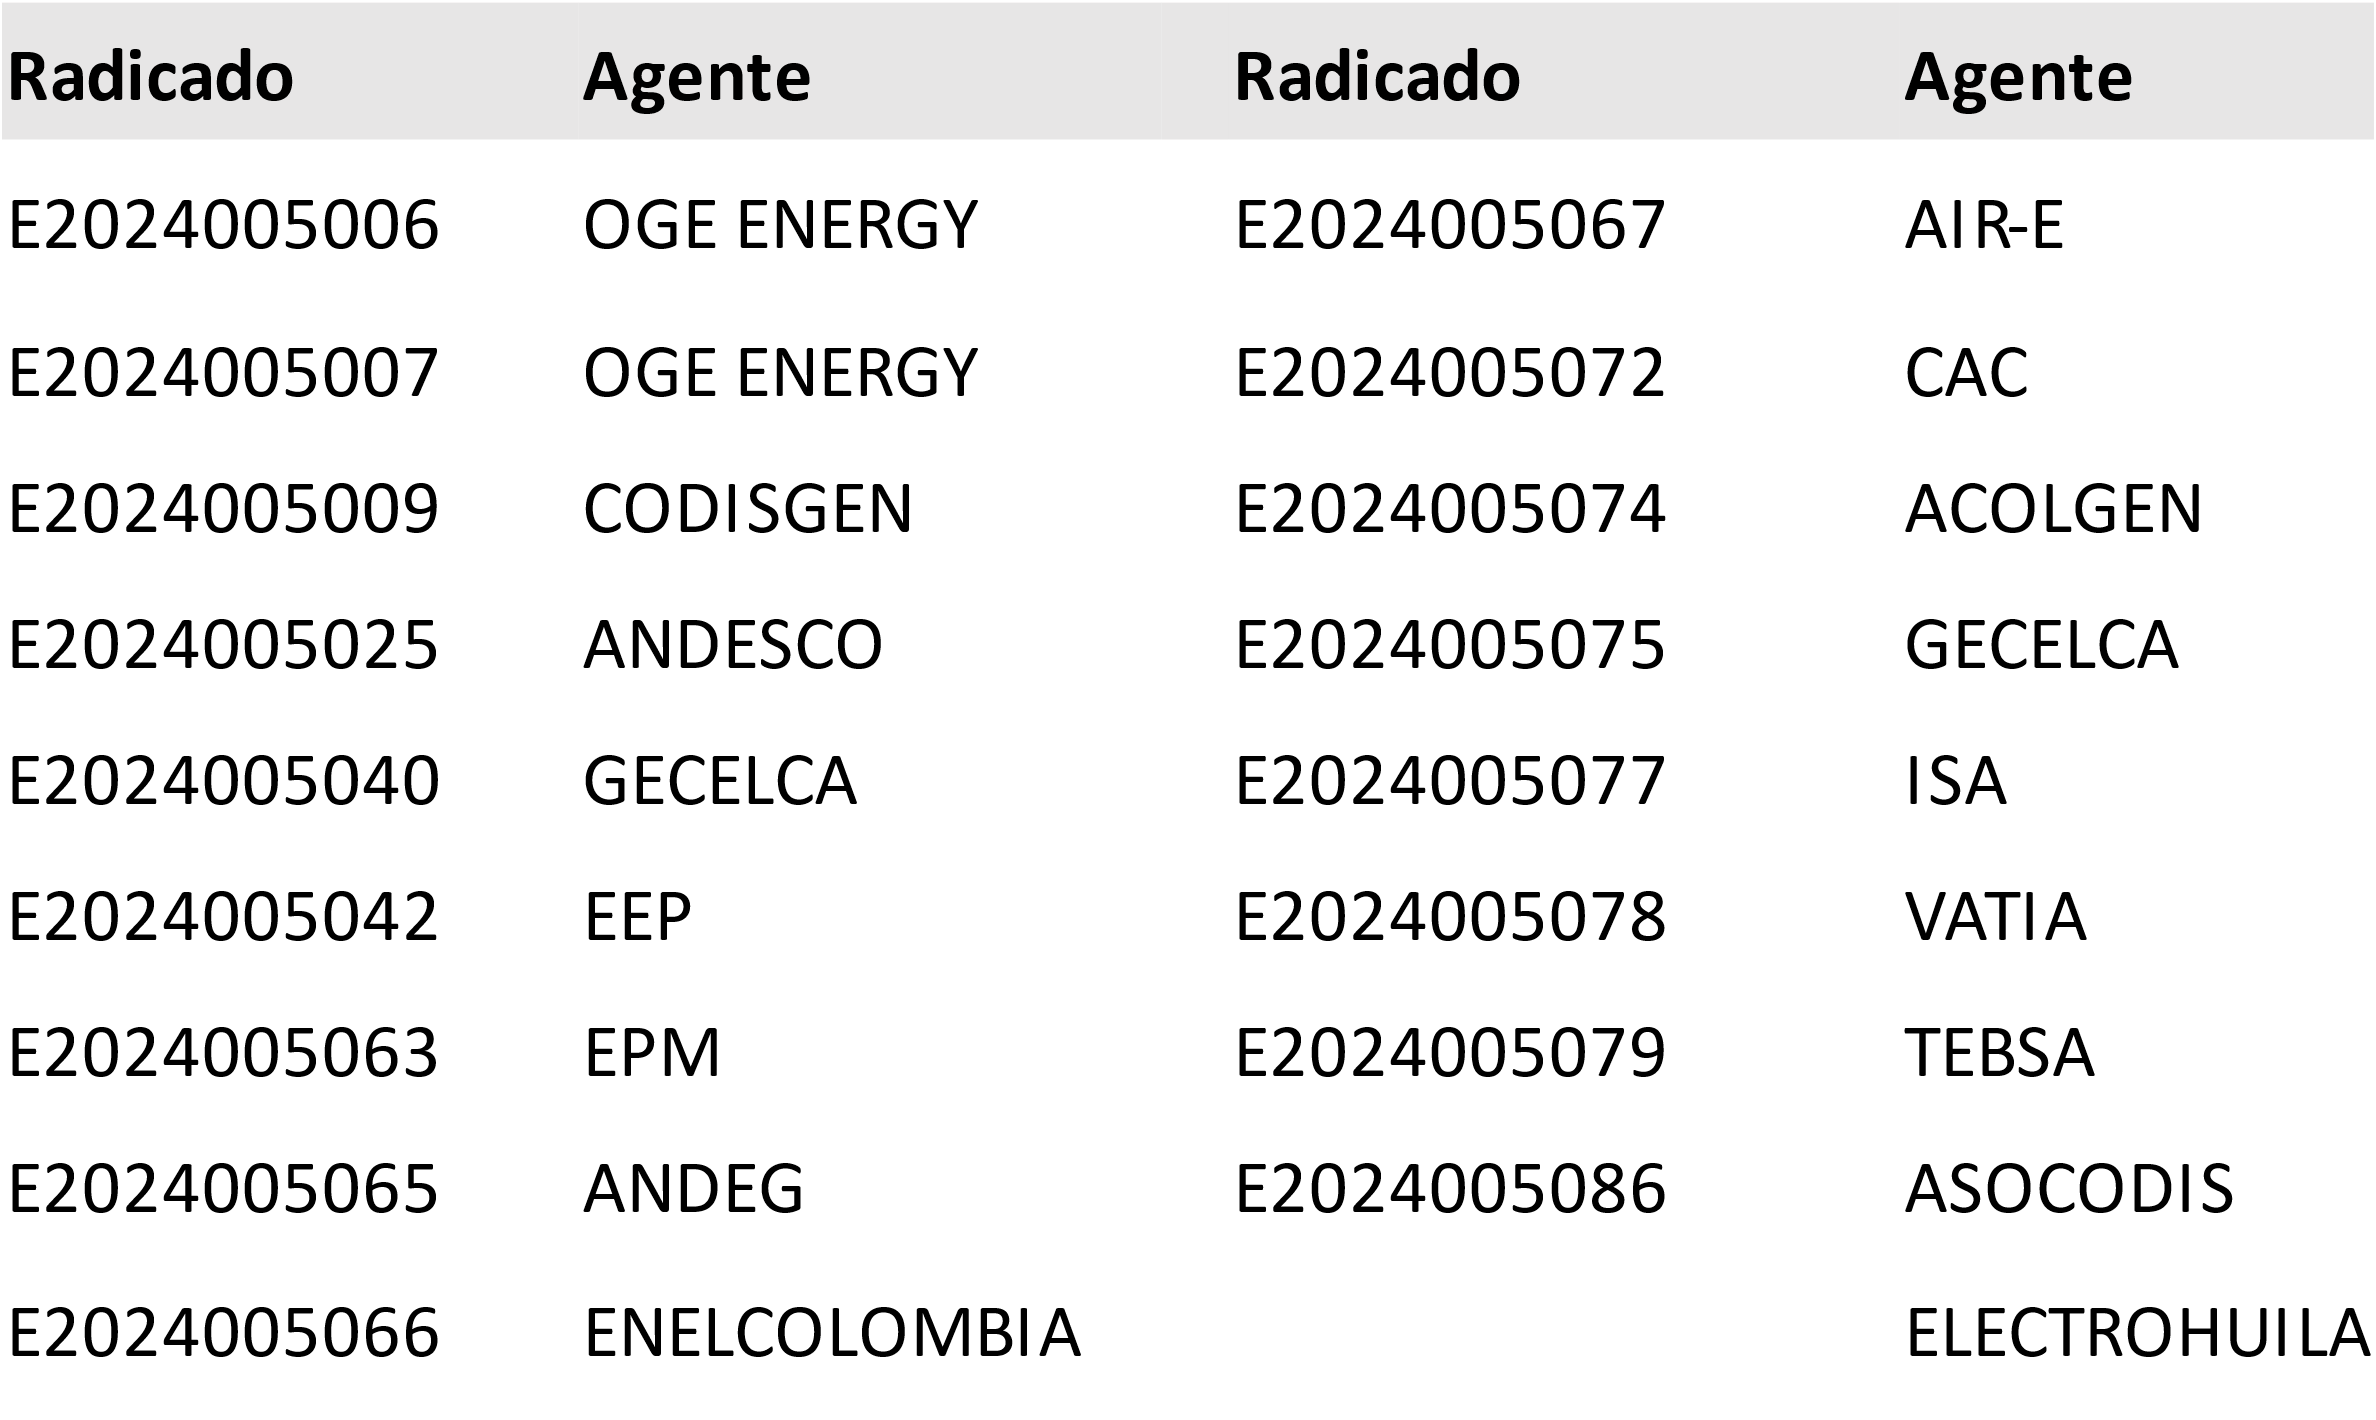 Radicado Agente Radicado Agente
E2024005006 OGE ENERGY E2024005067 AIR-E
E2024005007 OGE ENERGY E2024005072 CAC
E2024005009 CODISGEN E2024005074 ACOLGEN
E2024005025 ANDESCO E2024005075 GECELCA
E2024005040 GECELCA E2024005077 ISA
E2024005042 EEP E2024005078 VATIA
E2024005063 EPM E2024005079 TEBSA
E2024005065 ANDEG E2024005086 ASOCODIS
E2024005066 ENELCOLOMBIA ELECTROHUILA